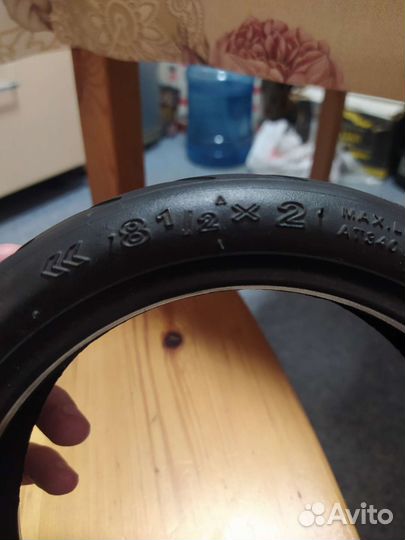 8 1/2 × 2
MAX.L
AT340
Avito